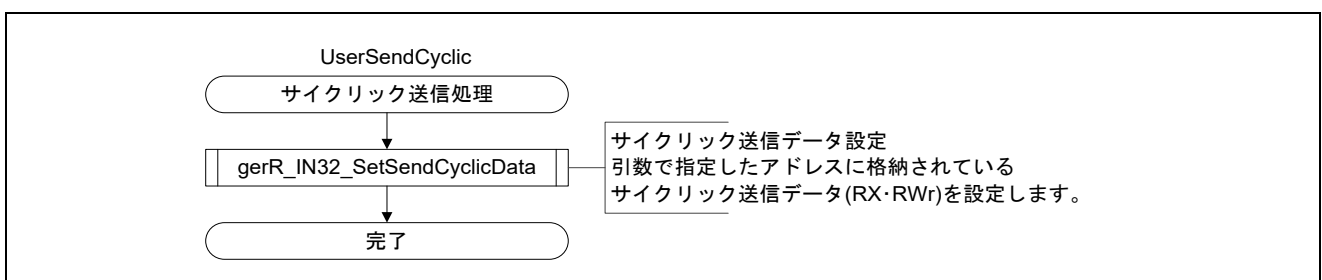 UserSendCyclic
サイクリック送信処理
gerR_IN32_SetSendCyclicData
サイクリック送信データ設定
引数で指定したアドレスに格納されている
サイクリック送信データ(RX･RWr)を設定します。
完了